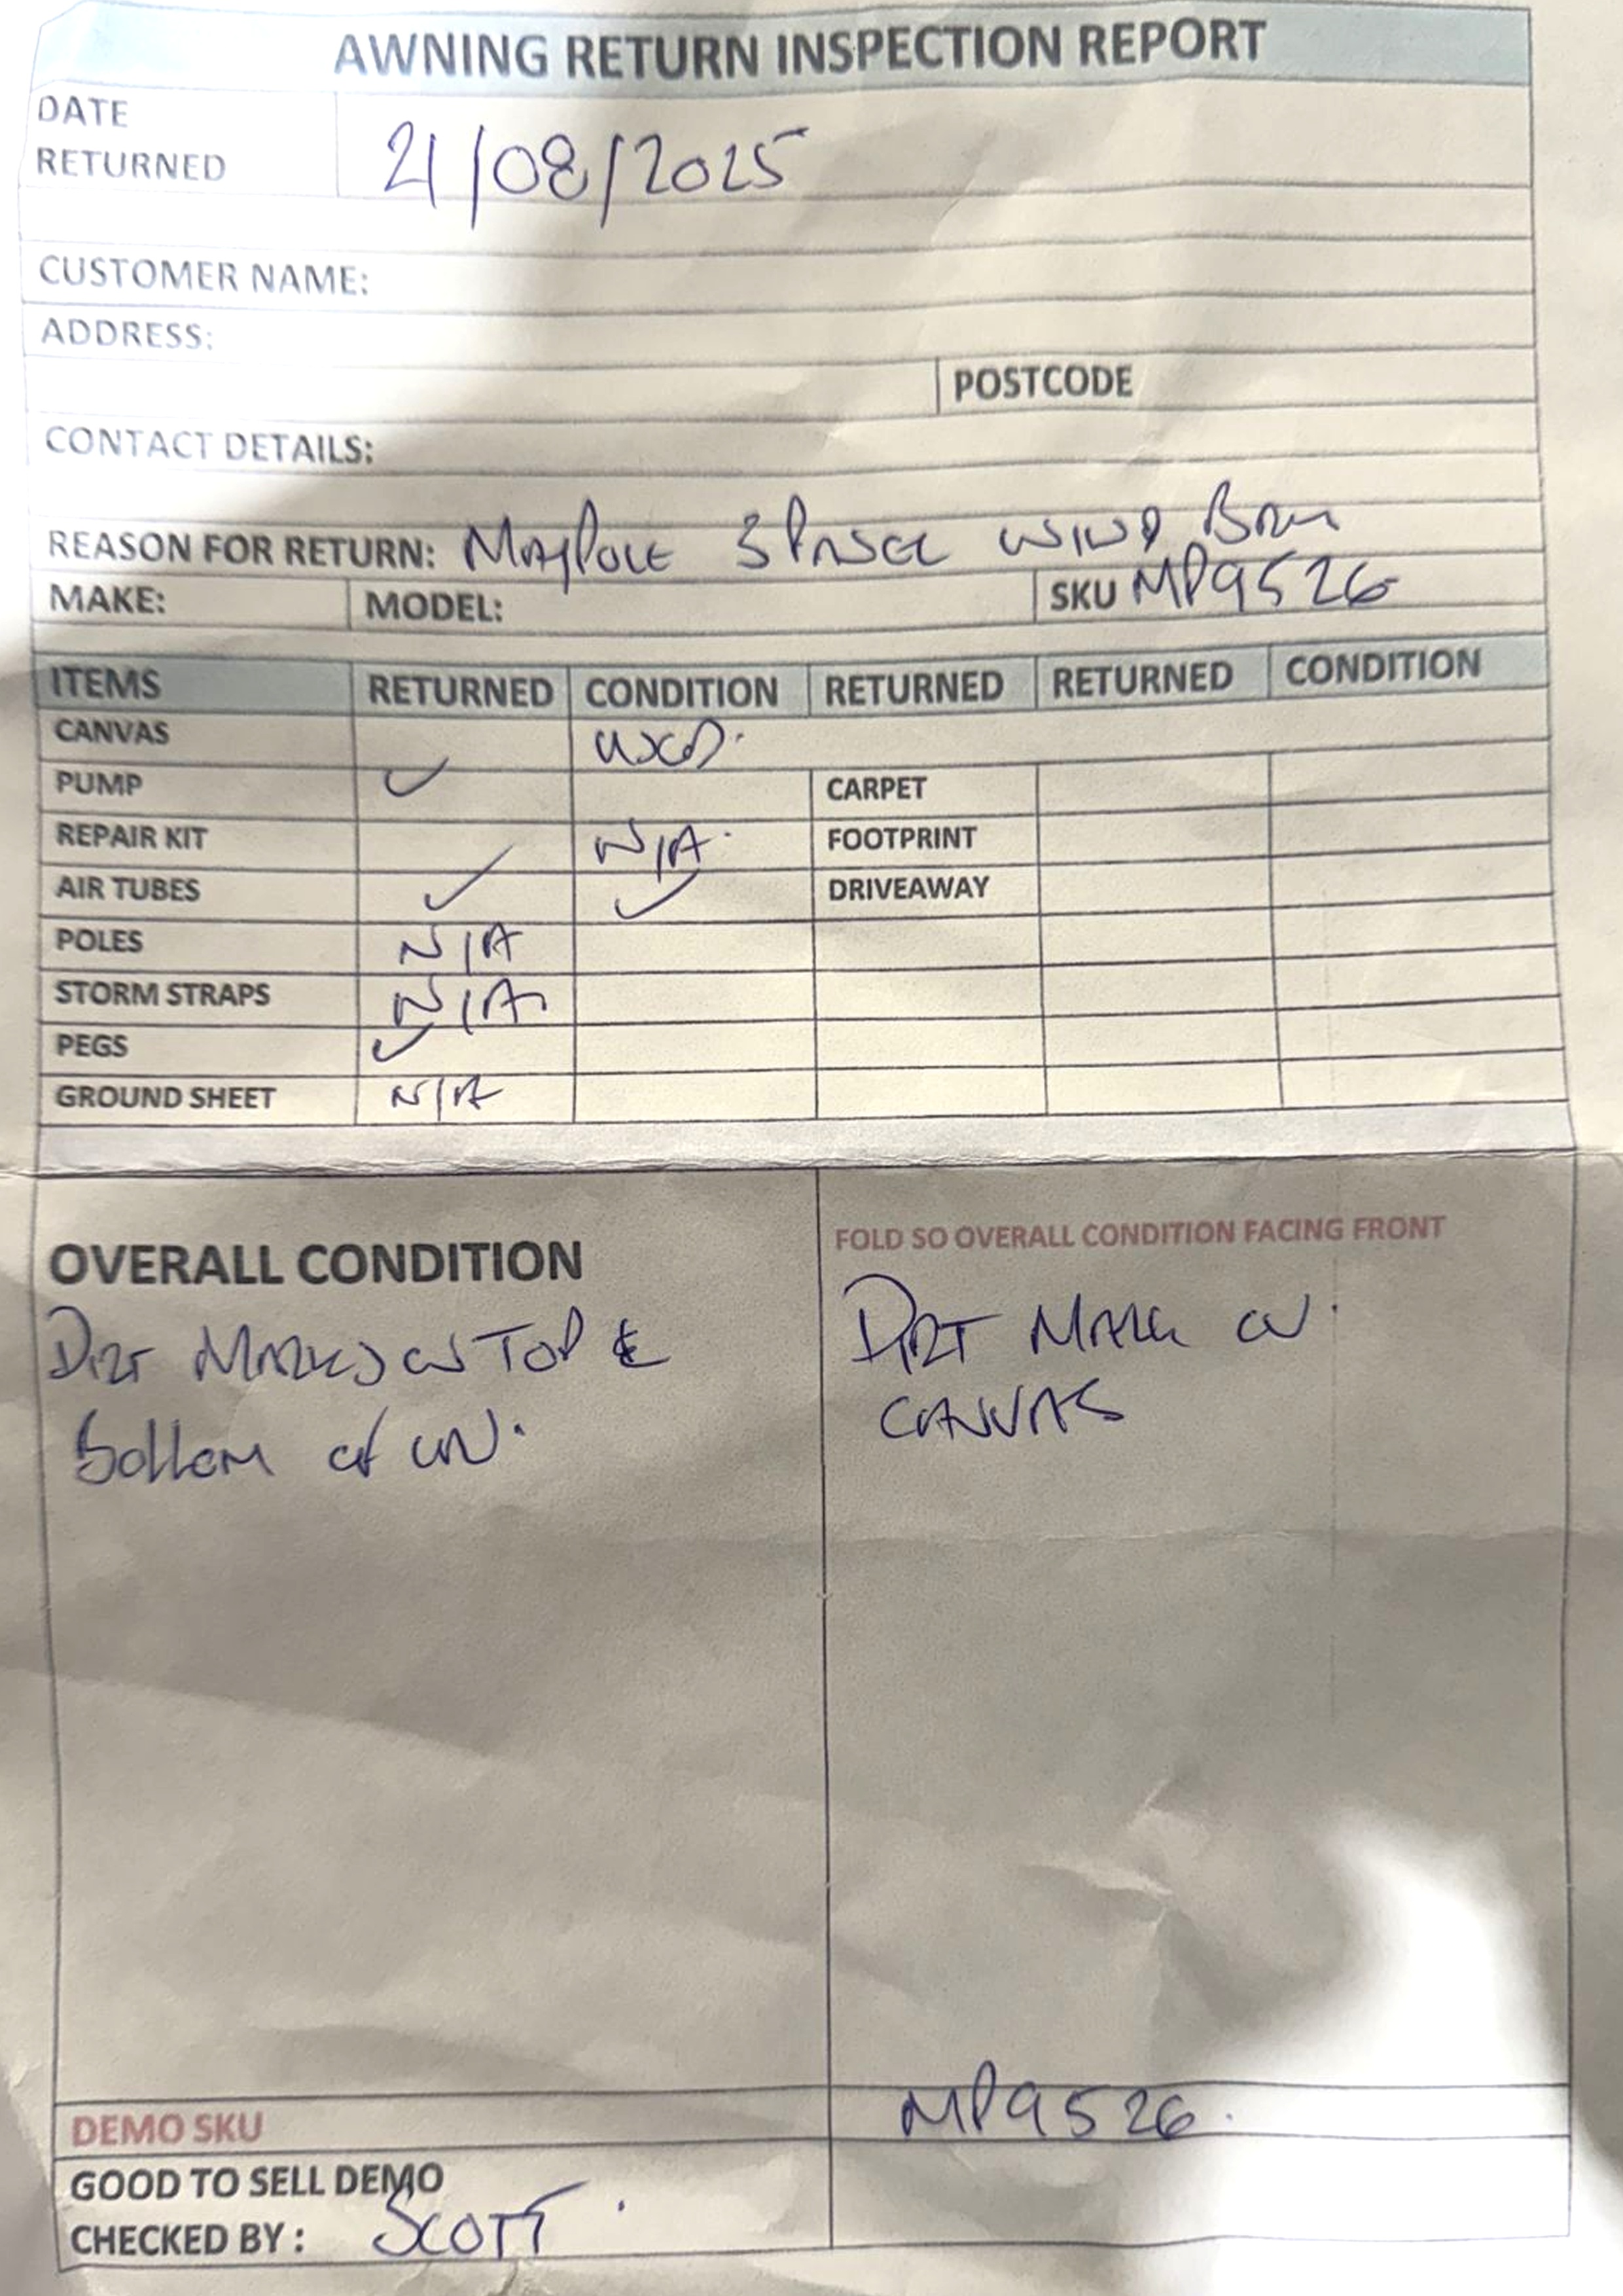 AWNING RETURN INSPECTION REPORT
DATE RETURNED 21/08/2025
CUSTOMER NAME:
ADDRESS:
POSTCODE
CONTACT DETAILS:
REASON FOR RETURN: MAYPOLE 3 WIND
MAKE: MODEL: SKU MP9526
ITEMS RETURNED CONDITION RETURNED RETURNED CONDITION
CANVAS
PUMP ✓ CARPET
REPAIR KIT N/A. FOOTPRINT
AIR TUBES ✓ ✓ DRIVEAWAY
POLES N/A
STORM STRAPS N/A
PEGS ✓
GROUND SHEET N/A
OVERALL CONDITION
DIRT MARKS ON TOP &
BOTTOM OF
FOLD SO OVERALL CONDITION FACING FRONT
DIRT MARK ON
CANVAS
DEMO SKU MP9526.
GOOD TO SELL DEMO
CHECKED BY : SCOTT